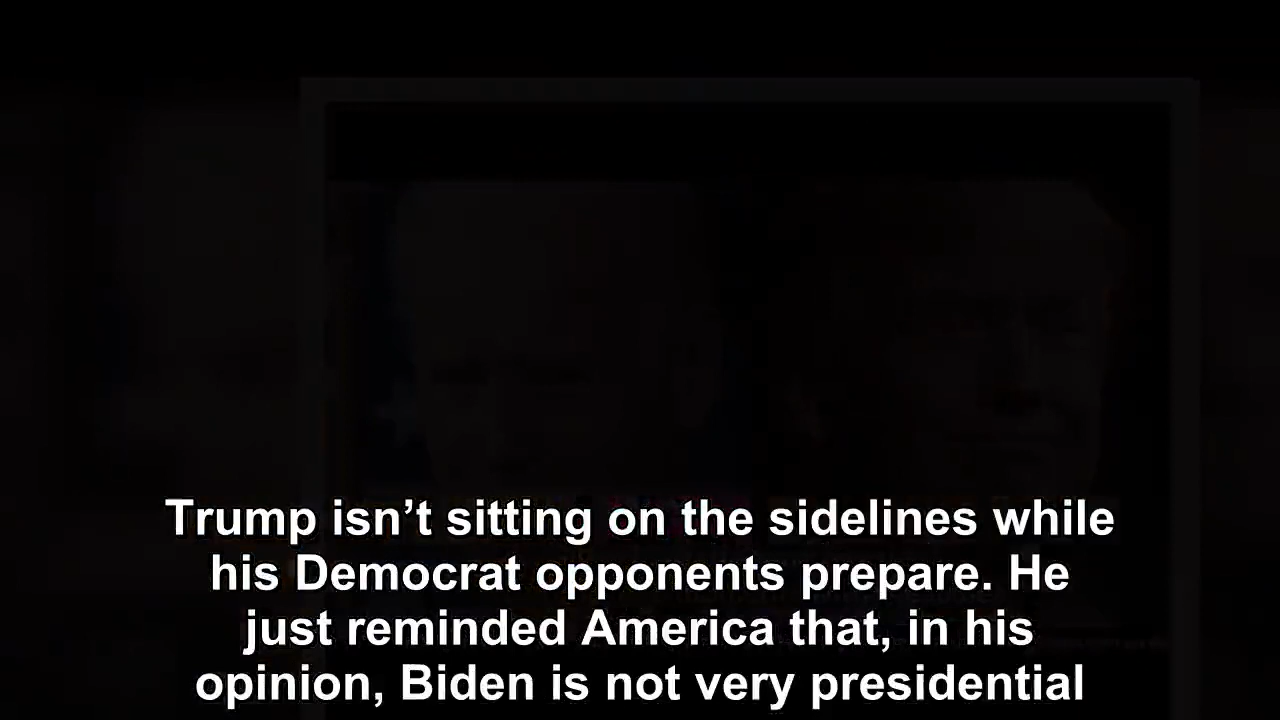 Trump isn’t sitting on the sidelines while
his Democrat opponents prepare. He
just reminded America that, in his
opinion, Biden is not very presidential